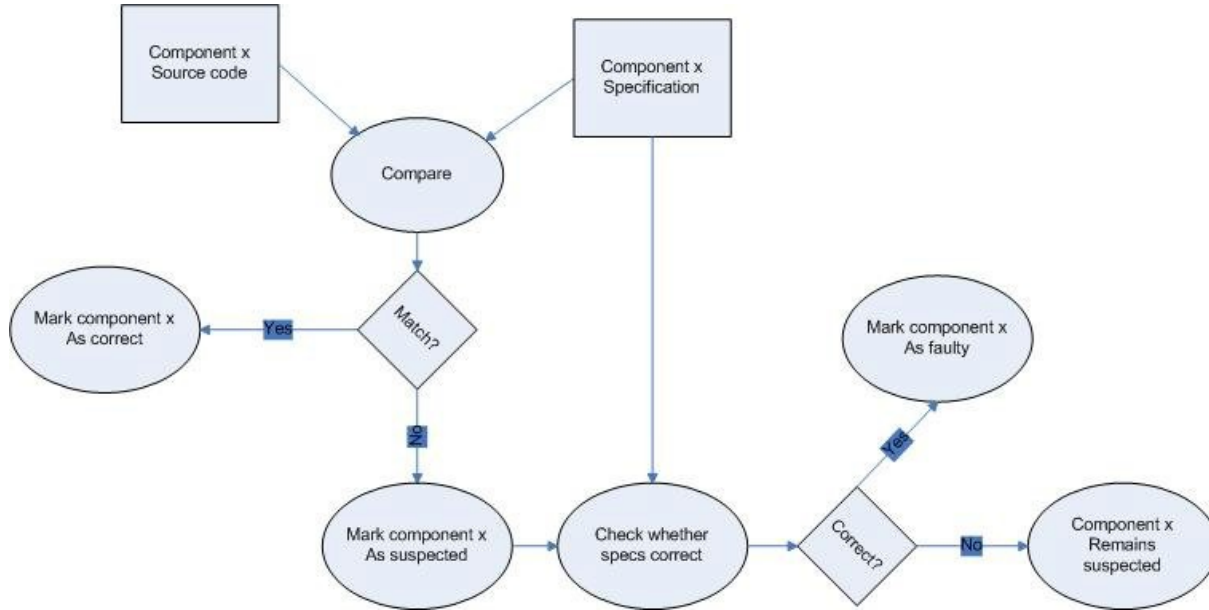 Component x
Source code
Component x
Specification
Compare
Match?
Yes
Mark component x
As correct
No
Mark component x
As suspected
Check whether
specs correct
Correct?
Yes
Mark component x
As faulty
No
Component x
Remains
suspected